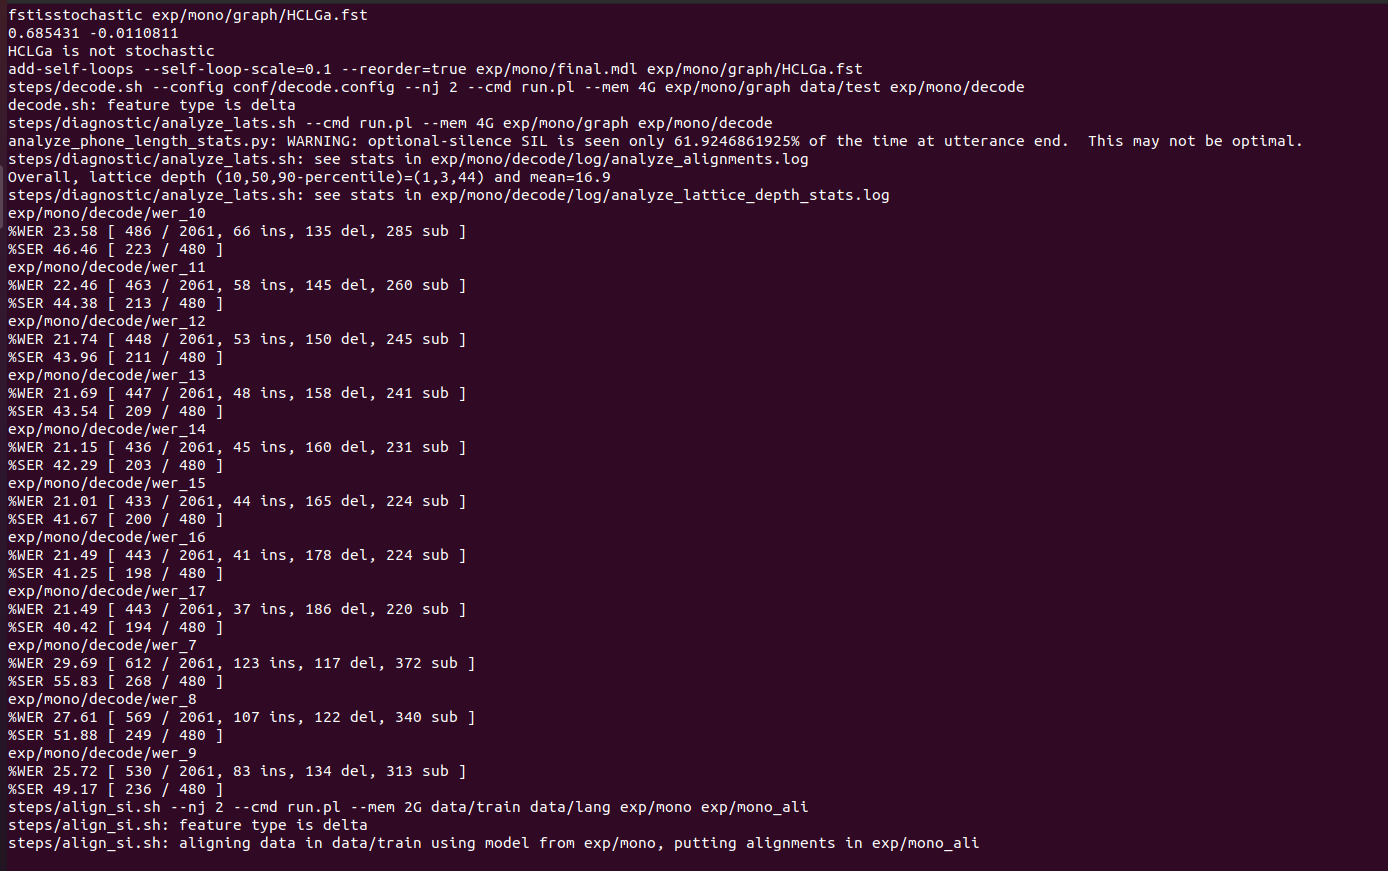 fstisstochastic exp/mono/graph/HCLGa.fst
0.685431 -0.0110811
HCLGa is not stochastic
add-self-loops --self-loop-scale=0.1 --reorder=true exp/mono/final.mdl exp/mono/graph/HCLGa.fst
steps/decode.sh --config conf/decode.config --nj 2 --cmd run.pl --mem 4G exp/mono/graph data/test exp/mono/decode
decode.sh: feature type is delta
steps/diagnostic/analyze_lats.sh --cmd run.pl --mem 4G exp/mono/graph exp/mono/decode
analyze_phone_length_stats.py: WARNING: optional-silence SIL is seen only 61.9246861925% of the time at utterance end.  This may not be optimal.
steps/diagnostic/analyze_lats.sh: see stats in exp/mono/decode/log/analyze_alignments.log
Overall, lattice depth (10,50,90-percentile)=(1,3,44) and mean=16.9
steps/diagnostic/analyze_lats.sh: see stats in exp/mono/decode/log/analyze_lattice_depth_stats.log
exp/mono/decode/wer_10
%WER 23.58 [ 486 / 2061, 66 ins, 135 del, 285 sub ]
%SER 46.46 [ 223 / 480 ]
exp/mono/decode/wer_11
%WER 22.46 [ 463 / 2061, 58 ins, 145 del, 260 sub ]
%SER 44.38 [ 213 / 480 ]
exp/mono/decode/wer_12
%WER 21.74 [ 448 / 2061, 53 ins, 150 del, 245 sub ]
%SER 43.96 [ 211 / 480 ]
exp/mono/decode/wer_13
%WER 21.69 [ 447 / 2061, 48 ins, 158 del, 241 sub ]
%SER 43.54 [ 209 / 480 ]
exp/mono/decode/wer_14
%WER 21.15 [ 436 / 2061, 45 ins, 160 del, 231 sub ]
%SER 42.29 [ 203 / 480 ]
exp/mono/decode/wer_15
%WER 21.01 [ 433 / 2061, 44 ins, 165 del, 224 sub ]
%SER 41.67 [ 200 / 480 ]
exp/mono/decode/wer_16
%WER 21.49 [ 443 / 2061, 41 ins, 178 del, 224 sub ]
%SER 41.25 [ 198 / 480 ]
exp/mono/decode/wer_17
%WER 21.49 [ 443 / 2061, 37 ins, 186 del, 220 sub ]
%SER 40.42 [ 194 / 480 ]
exp/mono/decode/wer_7
%WER 29.69 [ 612 / 2061, 123 ins, 117 del, 372 sub ]
%SER 55.83 [ 268 / 480 ]
exp/mono/decode/wer_8
%WER 27.61 [ 569 / 2061, 107 ins, 122 del, 340 sub ]
%SER 51.88 [ 249 / 480 ]
exp/mono/decode/wer_9
%WER 25.72 [ 530 / 2061, 83 ins, 134 del, 313 sub ]
%SER 49.17 [ 236 / 480 ]
steps/align_si.sh --nj 2 --cmd run.pl --mem 2G data/train data/lang exp/mono exp/mono_ali
steps/align_si.sh: feature type is delta
steps/align_si.sh: aligning data in data/train using model from exp/mono, putting alignments in exp/mono_ali